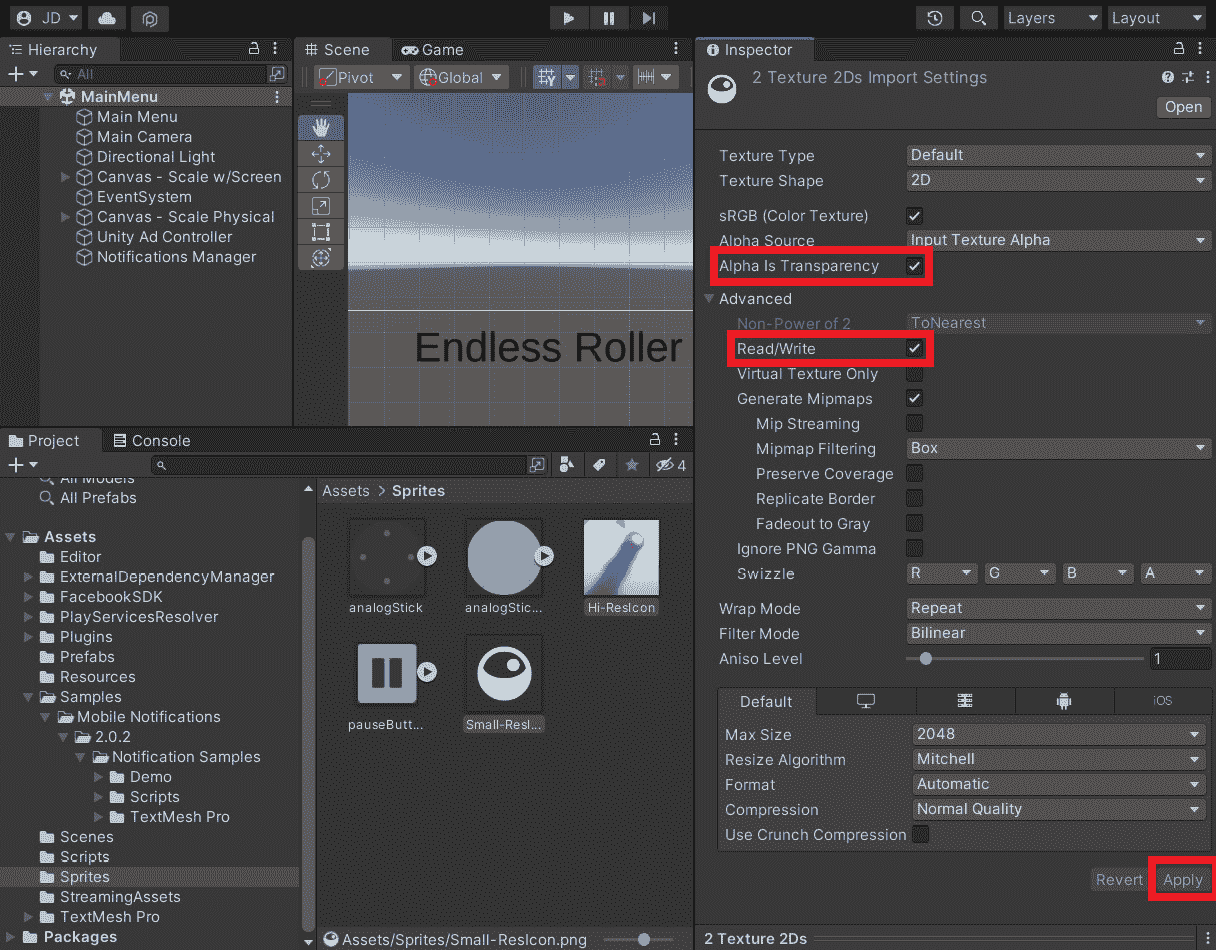 JD
Layers
Layout
Hierarchy
All
MainMenu
Main Menu
Main Camera
Directional Light
Canvas - Scale w/Screen
EventSystem
Canvas - Scale Physical
Unity Ad Controller
Notifications Manager
Scene
Game
Pivot
Global
Endless Roller
Project
Console
4
All Models
All Prefabs
Assets
Editor
ExternalDependencyManager
FacebookSDK
PlayServicesResolver
Plugins
Prefabs
Resources
Samples
Mobile Notifications
2.0.2
Notification Samples
Demo
Scripts
TextMesh Pro
Scenes
Scripts
Sprites
StreamingAssets
TextMesh Pro
Packages
Assets > Sprites
analogStick
analogStic...
Hi-ResIcon
pauseButt...
Small-ResI...
Assets/Sprites/Small-ResIcon.png
Inspector
2 Texture 2Ds Import Settings
Open
Texture Type Default
Texture Shape 2D
sRGB (Color Texture)
Alpha Source Input Texture Alpha
Alpha Is Transparency
Advanced
Non-Power of 2 ToNearest
Read/Write
Virtual Texture Only
Generate Mipmaps
Mip Streaming
Mipmap Filtering Box
Preserve Coverage
Replicate Border
Fadeout to Gray
Ignore PNG Gamma
Swizzle R G B A
Wrap Mode Repeat
Filter Mode Bilinear
Aniso Level 1
Default iOS
Max Size 2048
Resize Algorithm Mitchell
Format Automatic
Compression Normal Quality
Use Crunch Compression
Revert Apply
2 Texture 2Ds